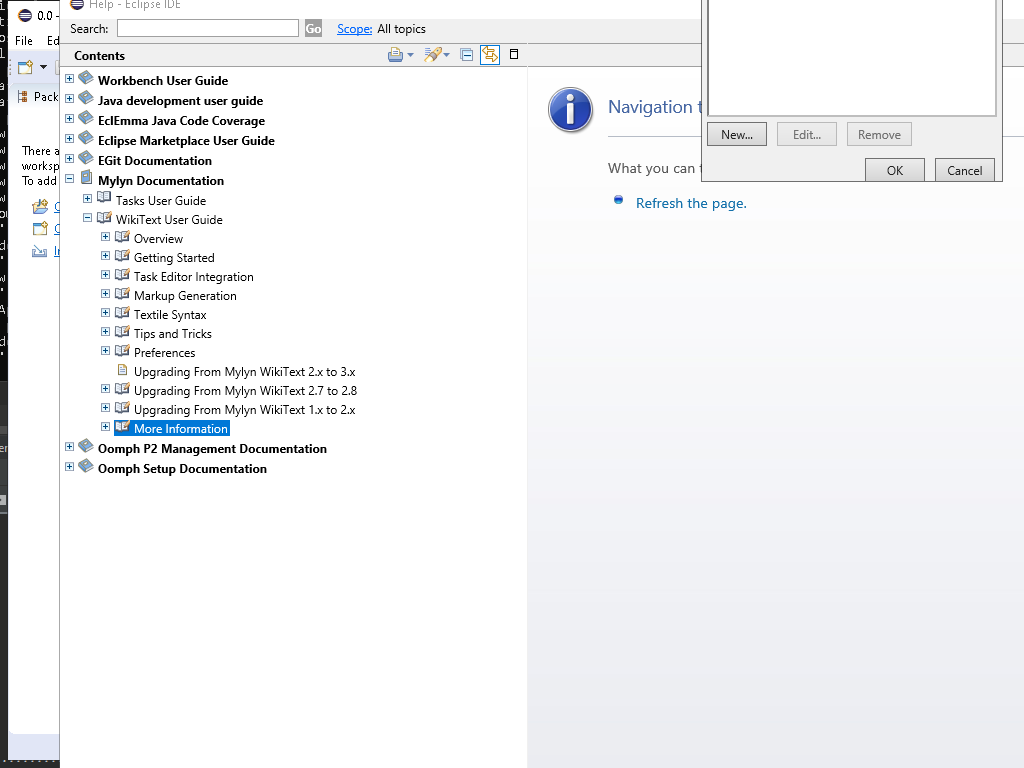 Help - Eclipse IDE
0.0 -
Search:
Go
Scope:
All topics
File
Contents
Workbench User Guide
Java development user guide
EclEmma Java Code Coverage
Eclipse Marketplace User Guide
EGit Documentation
Mylyn Documentation
Tasks User Guide
WikiText User Guide
Overview
Getting Started
Task Editor Integration
Markup Generation
Textile Syntax
Tips and Tricks
Preferences
Upgrading From Mylyn WikiText 2.x to 3.x
Upgrading From Mylyn WikiText 2.7 to 2.8
Upgrading From Mylyn WikiText 1.x to 2.x
More Information
Oomph P2 Management Documentation
Oomph Setup Documentation
Pack
There a
worksp
To add
Navigation t
What you can t
Refresh the page.
New...
Edit...
Remove
OK
Cancel